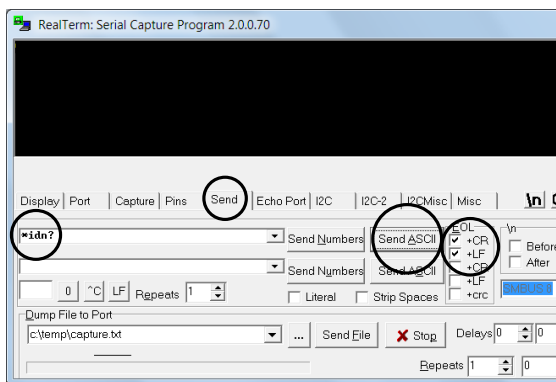 RealTerm: Serial Capture Program 2.0.0.70
Display Port Capture Pins Send Echo Port I2C I2C-2 I2CMisc Misc \n
*idn? Send Numbers Send ASCII EOL +CR +LF \n Before
Send Numbers Send ASCII +CR +LF After
0 ^C LF Repeats 1 Literal Strip Spaces +crc SMBUS 8
Dump File to Port
c:\temp\capture.txt ... Send File Stop Delays 0 0
Repeats 1 0